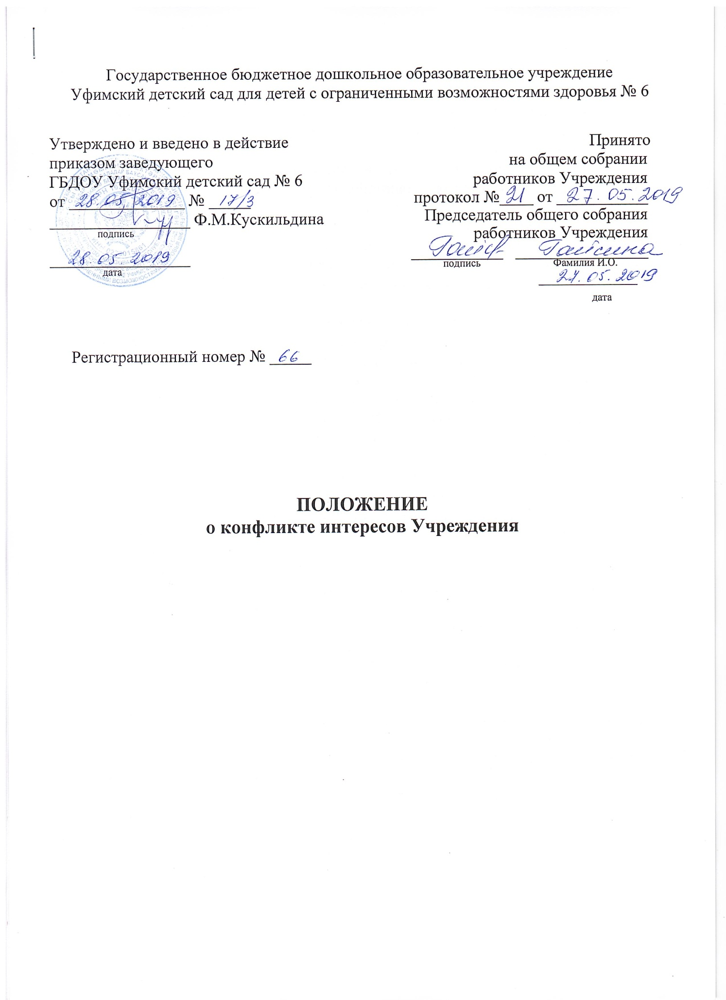 Государственное бюджетное дошкольное образовательное учреждение
Уфимский детский сад для детей с ограниченными возможностями здоровья № 6
Утверждено и введено в действие
приказом заведующего
ГБДОУ Уфимский детский сад № 6
от 28.05.2019 № 17/3
Ф.М.Кускильдина
подпись
28.05 2019
дата
Принято
на общем собрании
работников Учреждения
протокол № 21 от 27.05.2019
Председатель общего собрания
работников Учреждения
Гайсина
подпись Фамилия И.О.
27.05.2019
дата
Регистрационный номер № 66
ПОЛОЖЕНИЕ
о конфликте интересов Учреждения